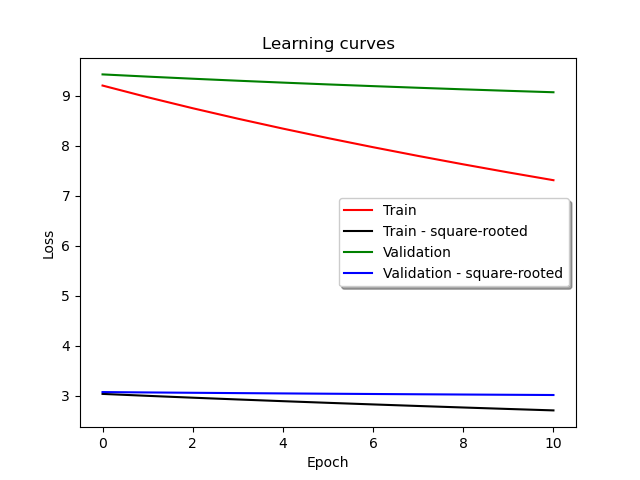 Learning curves
Loss
9
8
7
6
5
4
3
Train
Train - square-rooted
Validation
Validation - square-rooted
0 2 4 6 8 10
Epoch